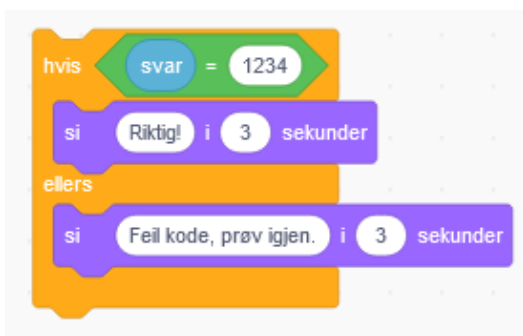 hvis svar = 1234
si Riktig! i 3 sekunder
ellers
si Feil kode, prøv igjen. i 3 sekunder